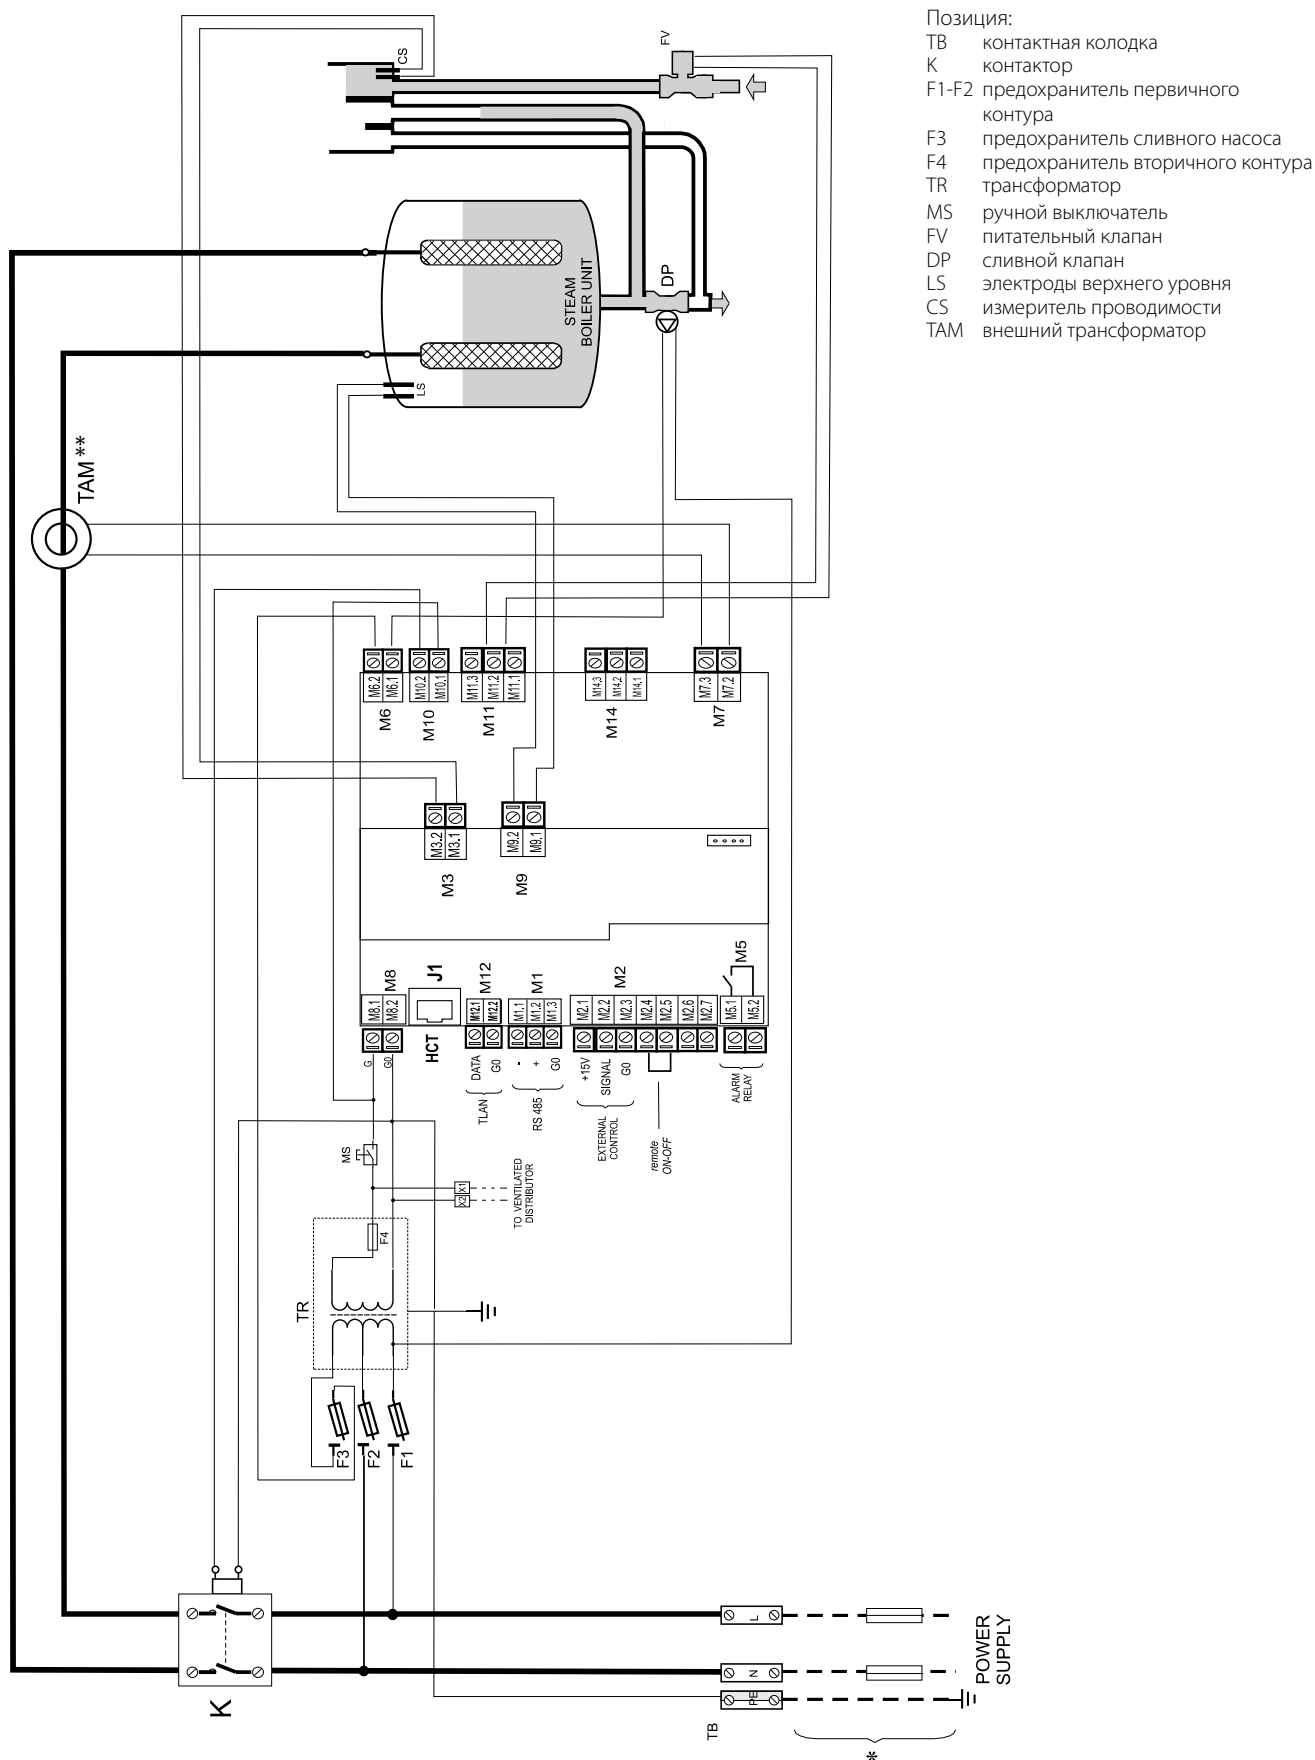 Позиция:
TB контактная колодка
K контактор
F1-F2 предохранитель первичного
контура
F3 предохранитель сливного насоса
F4 предохранитель вторичного контура
TR трансформатор
MS ручной выключатель
FV питательный клапан
DP сливной клапан
LS электроды верхнего уровня
CS измеритель проводимости
TAM внешний трансформатор
CS
FV
STEAM
BOILER UNIT
DP
LS
TAM **
M6.2
M6.1
M10.2
M10.1
M11.3
M11.2
M11.1
M14.3
M14.2
M14.1
M7.3
M7.2
M6
M10
M11
M14
M7
M3.2
M3.1
M9.2
M9.1
M3
M9
M8
J1
M12
M1
M2
M5
M8.1
M8.2
M12.1
M12.2
M1.1
M1.2
M1.3
M2.1
M2.2
M2.3
M2.4
M2.5
M2.6
M2.7
M5.1
M5.2
HCT
G
G0
DATA
G0
TLAN
-
+
G0
RS 485
+15V
SIGNAL
G0
EXTERNAL
CONTROL
remote
ON-OFF
ALARM
RELAY
MS
X1
X2
TO VENTILATED
DISTRIBUTOR
F4
TR
F3
F2
F1
K
L
N
PE
TB
POWER
SUPPLY
*